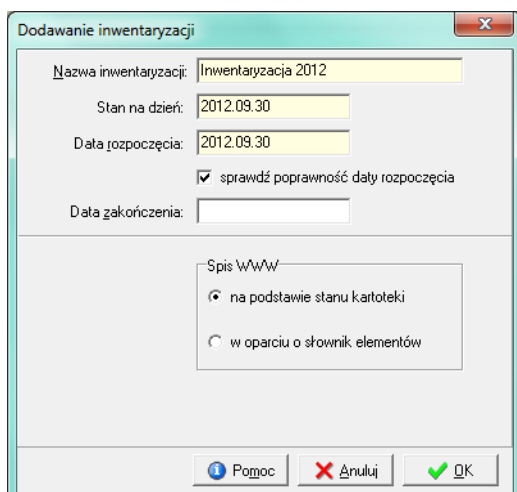 Dodawanie inwentaryzacji
Nazwa inwentaryzacji: Inwentaryzacja 2012
Stan na dzień: 2012.09.30
Data rozpoczęcia: 2012.09.30
sprawdź poprawność daty rozpoczęcia
Data zakończenia:
Spis WWW
na podstawie stanu kartoteki
w oparciu o słownik elementów
Pomoc Anuluj OK